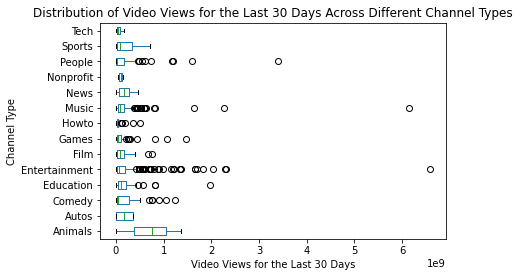 Distribution of Video Views for the Last 30 Days Across Different Channel Types
Channel Type
Tech
Sports
People
Nonprofit
News
Music
Howto
Games
Film
Entertainment
Education
Comedy
Autos
Animals
0 1 2 3 4 5 6
1e9
Video Views for the Last 30 Days